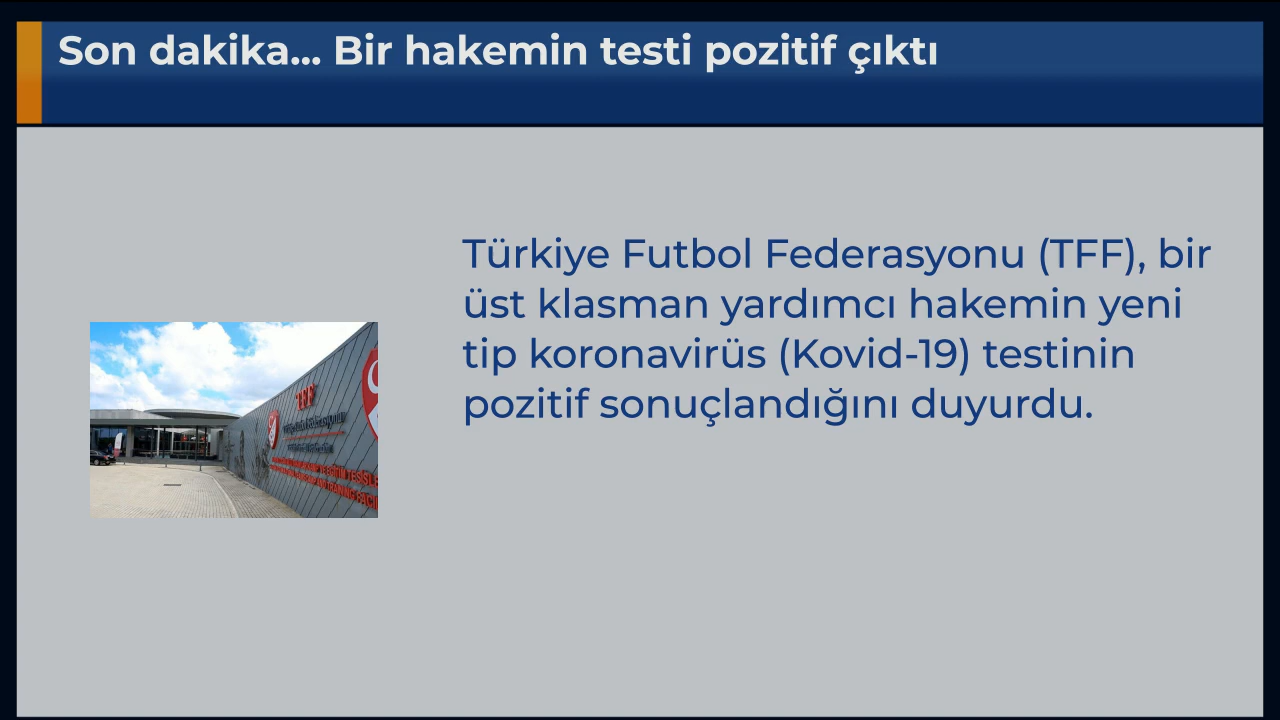 Son dakika... Bir hakemin testi pozitif çıktı
Türkiye Futbol Federasyonu (TFF), bir
üst klasman yardımcı hakemin yeni
tip koronavirüs (Kovid-19) testinin
pozitif sonuçlandığını duyurdu.
TFF